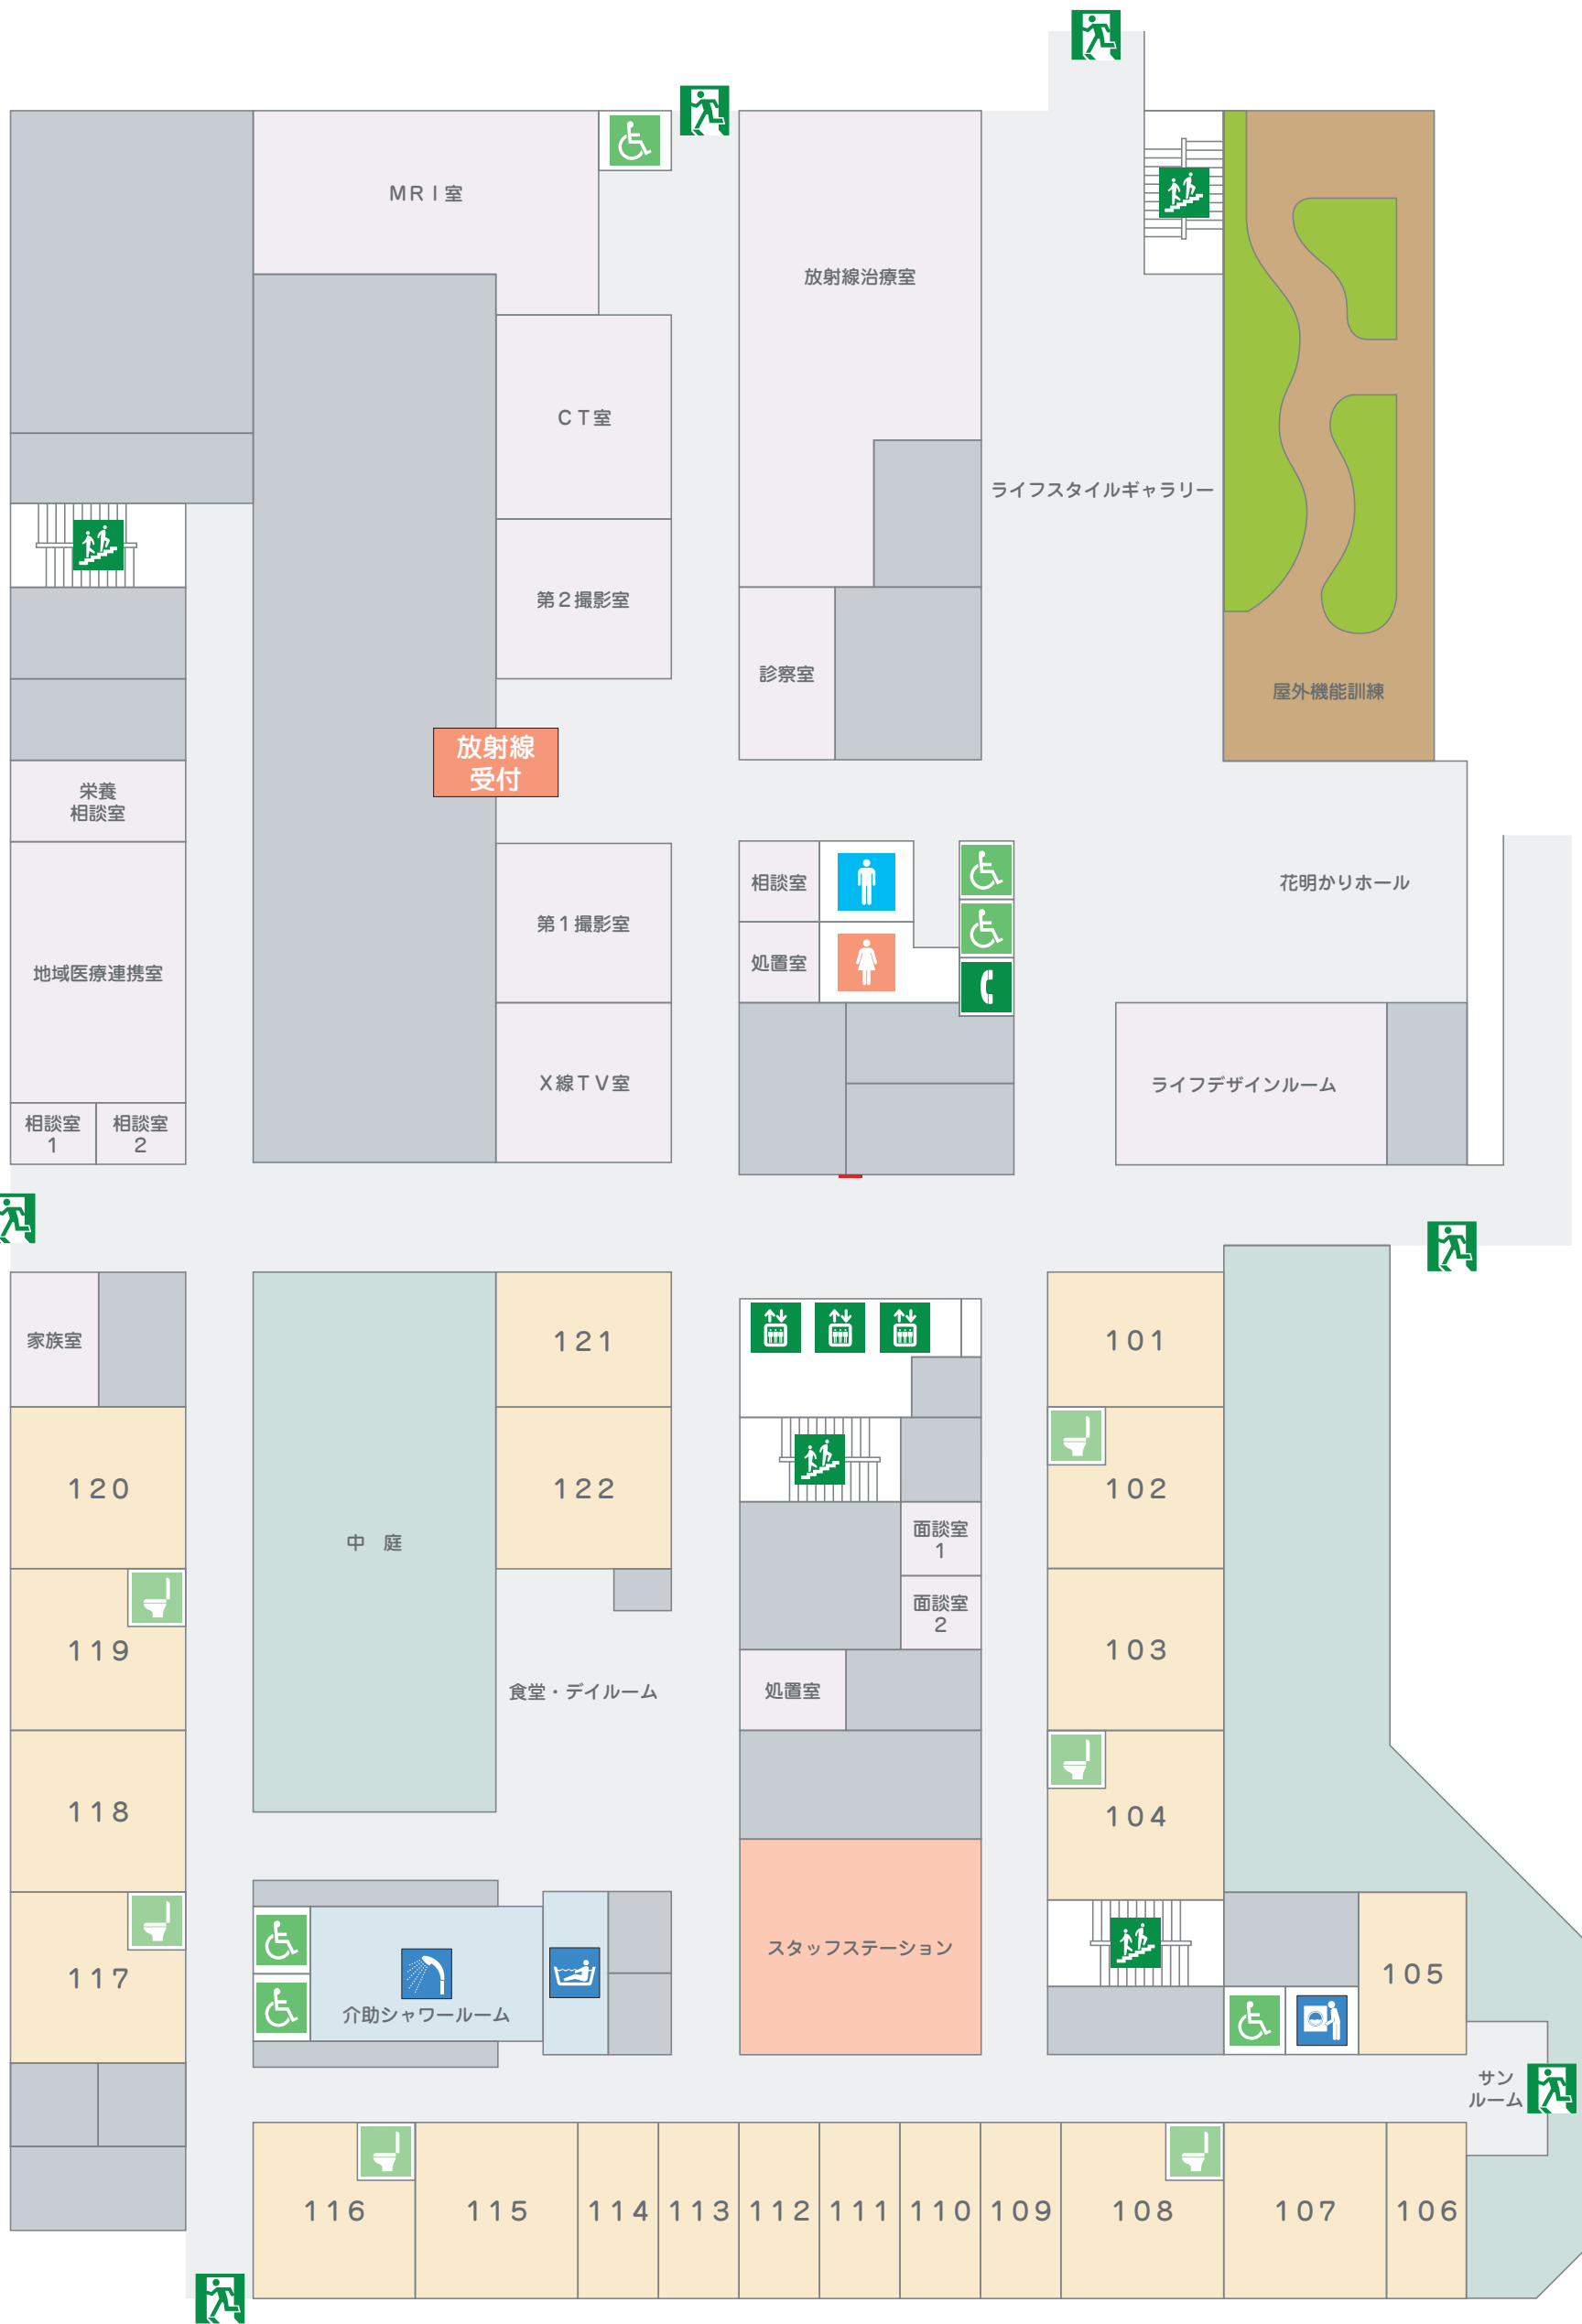 ＭＲＩ室
放射線治療室
ＣＴ室
ライフスタイルギャラリー
第２撮影室
診察室
屋外機能訓練
放射線
受付
栄養
相談室
相談室
花明かりホール
第１撮影室
処置室
地域医療連携室
Ｘ線ＴＶ室
ライフデザインルーム
相談室
1
相談室
2
家族室
121
101
120
122
102
中　庭
面談室
1
面談室
2
119
103
食堂・デイルーム
処置室
118
104
スタッフステーション
117
105
介助シャワールーム
サン
ルーム
116
115
114
113
112
111
110
109
108
107
106